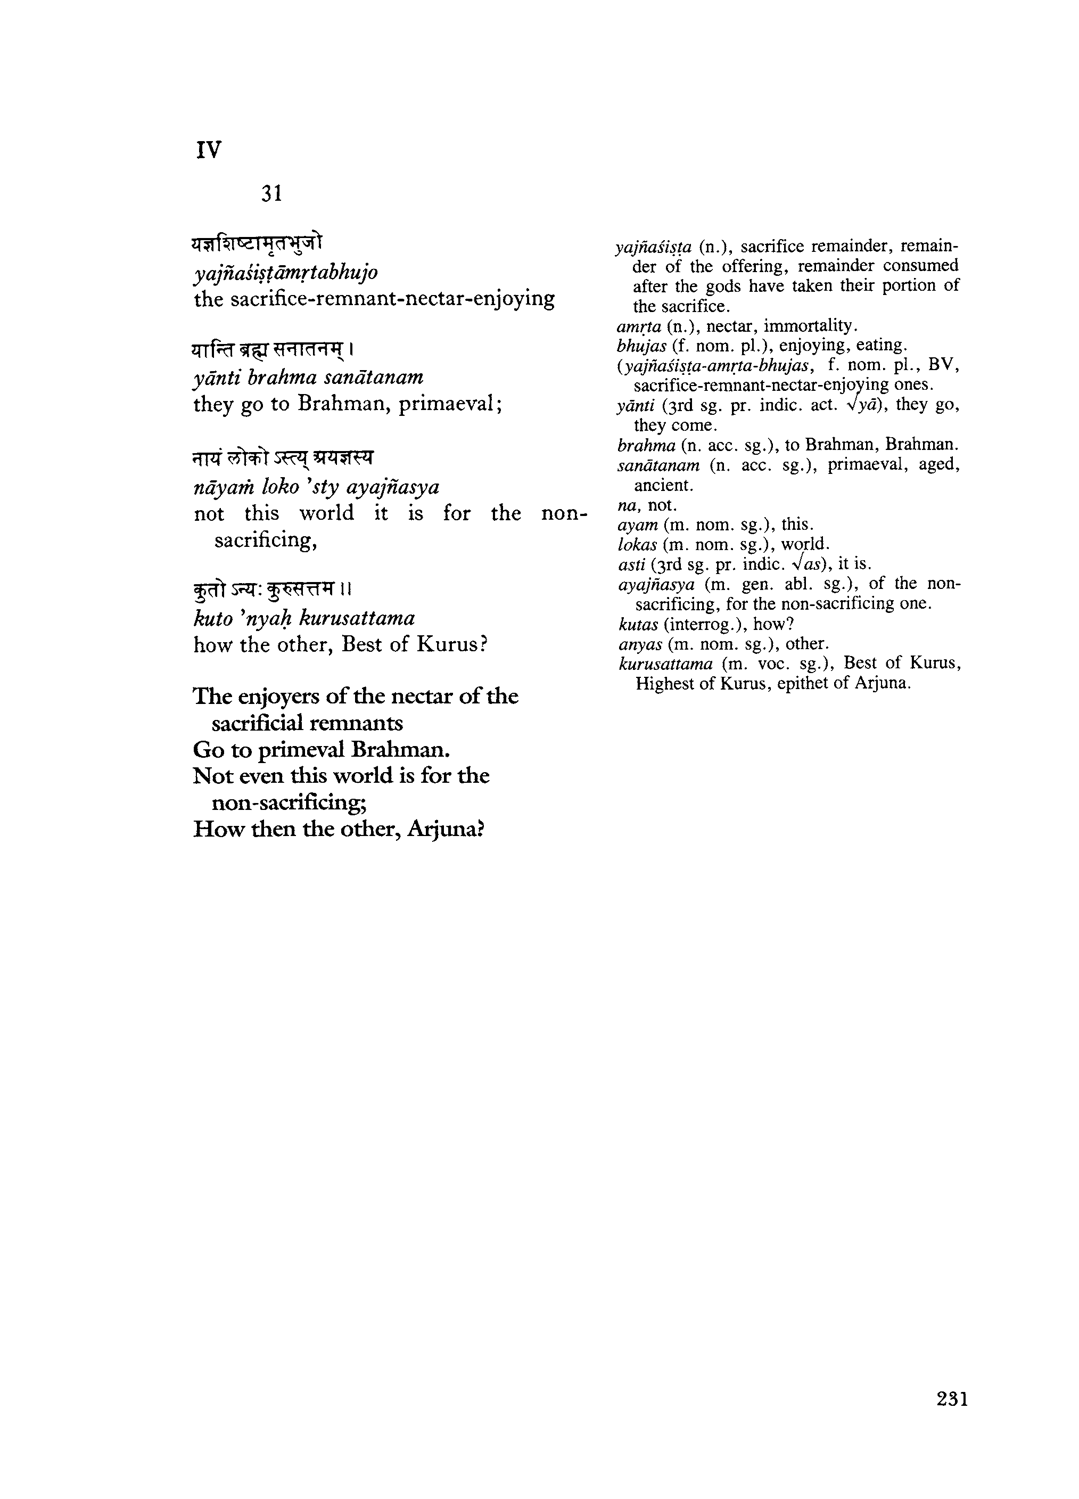 IV
31
यज्ञशिष्टामृतभुजो
yajñaśiṣṭāmṛtabhujo
the sacrifice-remnant-nectar-enjoying
यान्ति ब्रह्म सनातनम् ।
yānti brahma sanātanam
they go to Brahman, primaeval;
नायं लोको ऽस्त्य् अयज्ञस्य
nāyaṁ loko 'sty ayajñasya
not this world it is for the non-
sacrificing,
कुतो ऽन्यः कुरुसत्तम ॥
kuto 'nyaḥ kurusattama
how the other, Best of Kurus?
The enjoyers of the nectar of the
sacrificial remnants
Go to primeval Brahman.
Not even this world is for the
non-sacrificing;
How then the other, Arjuna?
yajñaśiṣṭa (n.), sacrifice remainder, remain-
der of the offering, remainder consumed
after the gods have taken their portion of
the sacrifice.
amṛta (n.), nectar, immortality.
bhujas (f. nom. pl.), enjoying, eating.
(yajñaśiṣṭa-amṛta-bhujas, f. nom. pl., BV,
sacrifice-remnant-nectar-enjoying ones.
yānti (3rd sg. pr. indic. act. √yā), they go,
they come.
brahma (n. acc. sg.), to Brahman, Brahman.
sanātanam (n. acc. sg.), primaeval, aged,
ancient.
na, not.
ayam (m. nom. sg.), this.
lokas (m. nom. sg.), world.
asti (3rd sg. pr. indic. √as), it is.
ayajñasya (m. gen. abl. sg.), of the non-
sacrificing, for the non-sacrificing one.
kutas (interrog.), how?
anyas (m. nom. sg.), other.
kurusattama (m. voc. sg.), Best of Kurus,
Highest of Kurus, epithet of Arjuna.
231